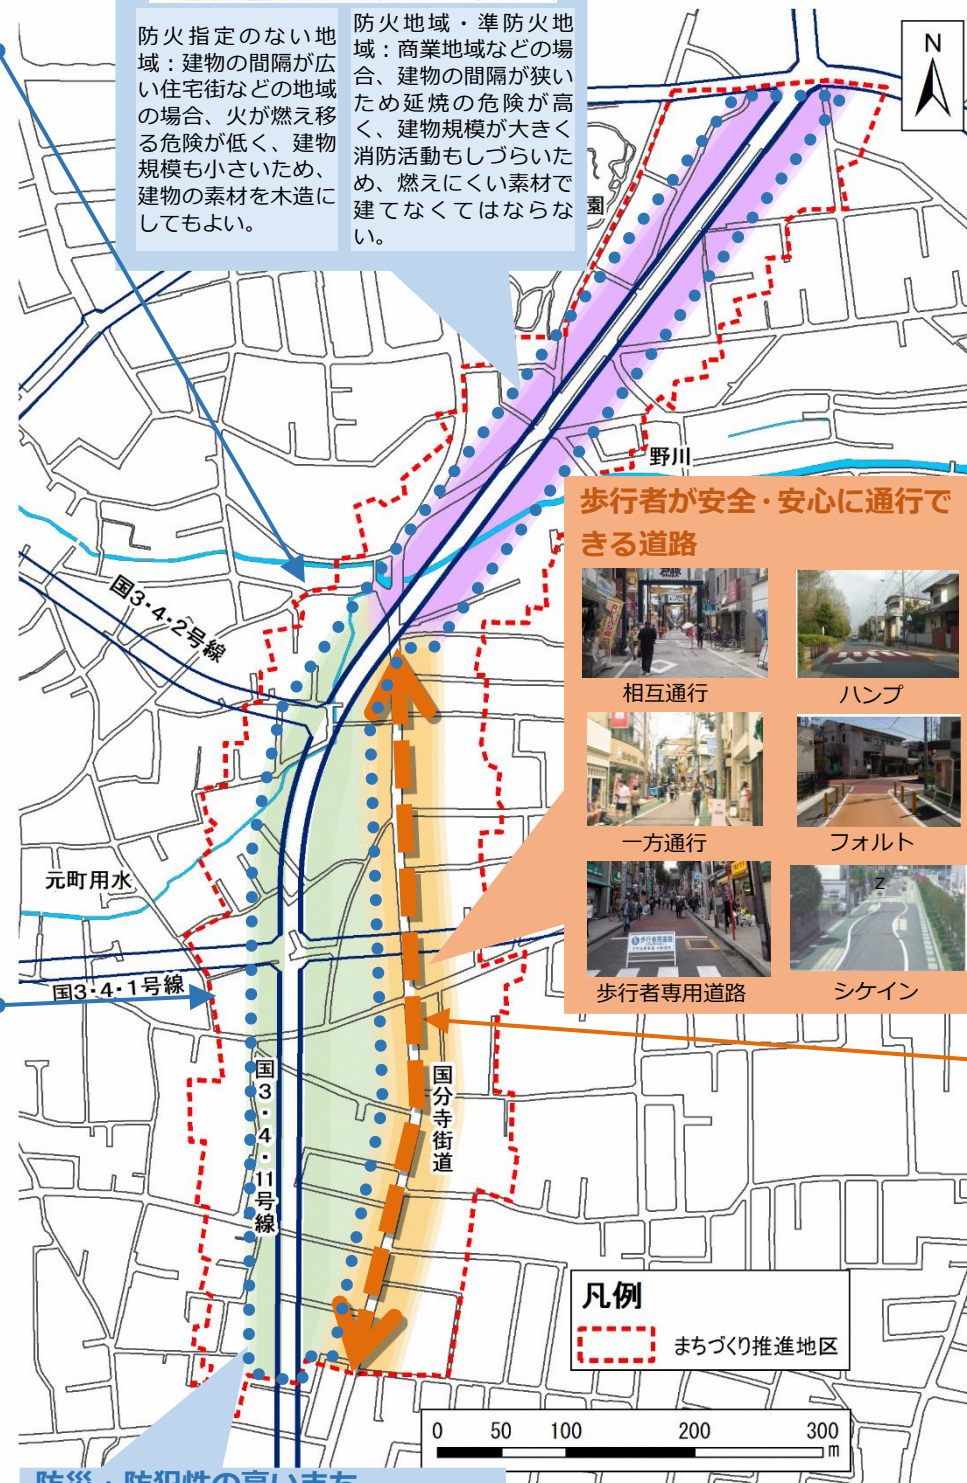 防火指定のない地
域：建物の間隔が広
い住宅街などの地域
の場合、火が燃え移
る危険が低く、建物
規模も小さいため、
建物の素材を木造に
してもよい。
防火地域・準防火地
域：商業地域などの場
合、建物の間隔が狭い
ため延焼の危険が高
く、建物規模が大きく
消防活動もしづらいた
め、燃えにくい素材で
建てなくてはならな
い。
N
園
野川
歩行者が安全・安心に通行で
きる道路
相互通行
ハンプ
一方通行
フォルト
歩行者専用道路
シケイン
Z
国3・4・2号線
元町用水
国3・4・1号線
国3・4・11号線
国分寺街道
凡例
まちづくり推進地区
0 50 100 200 300
m
防災・防犯性の高いまち